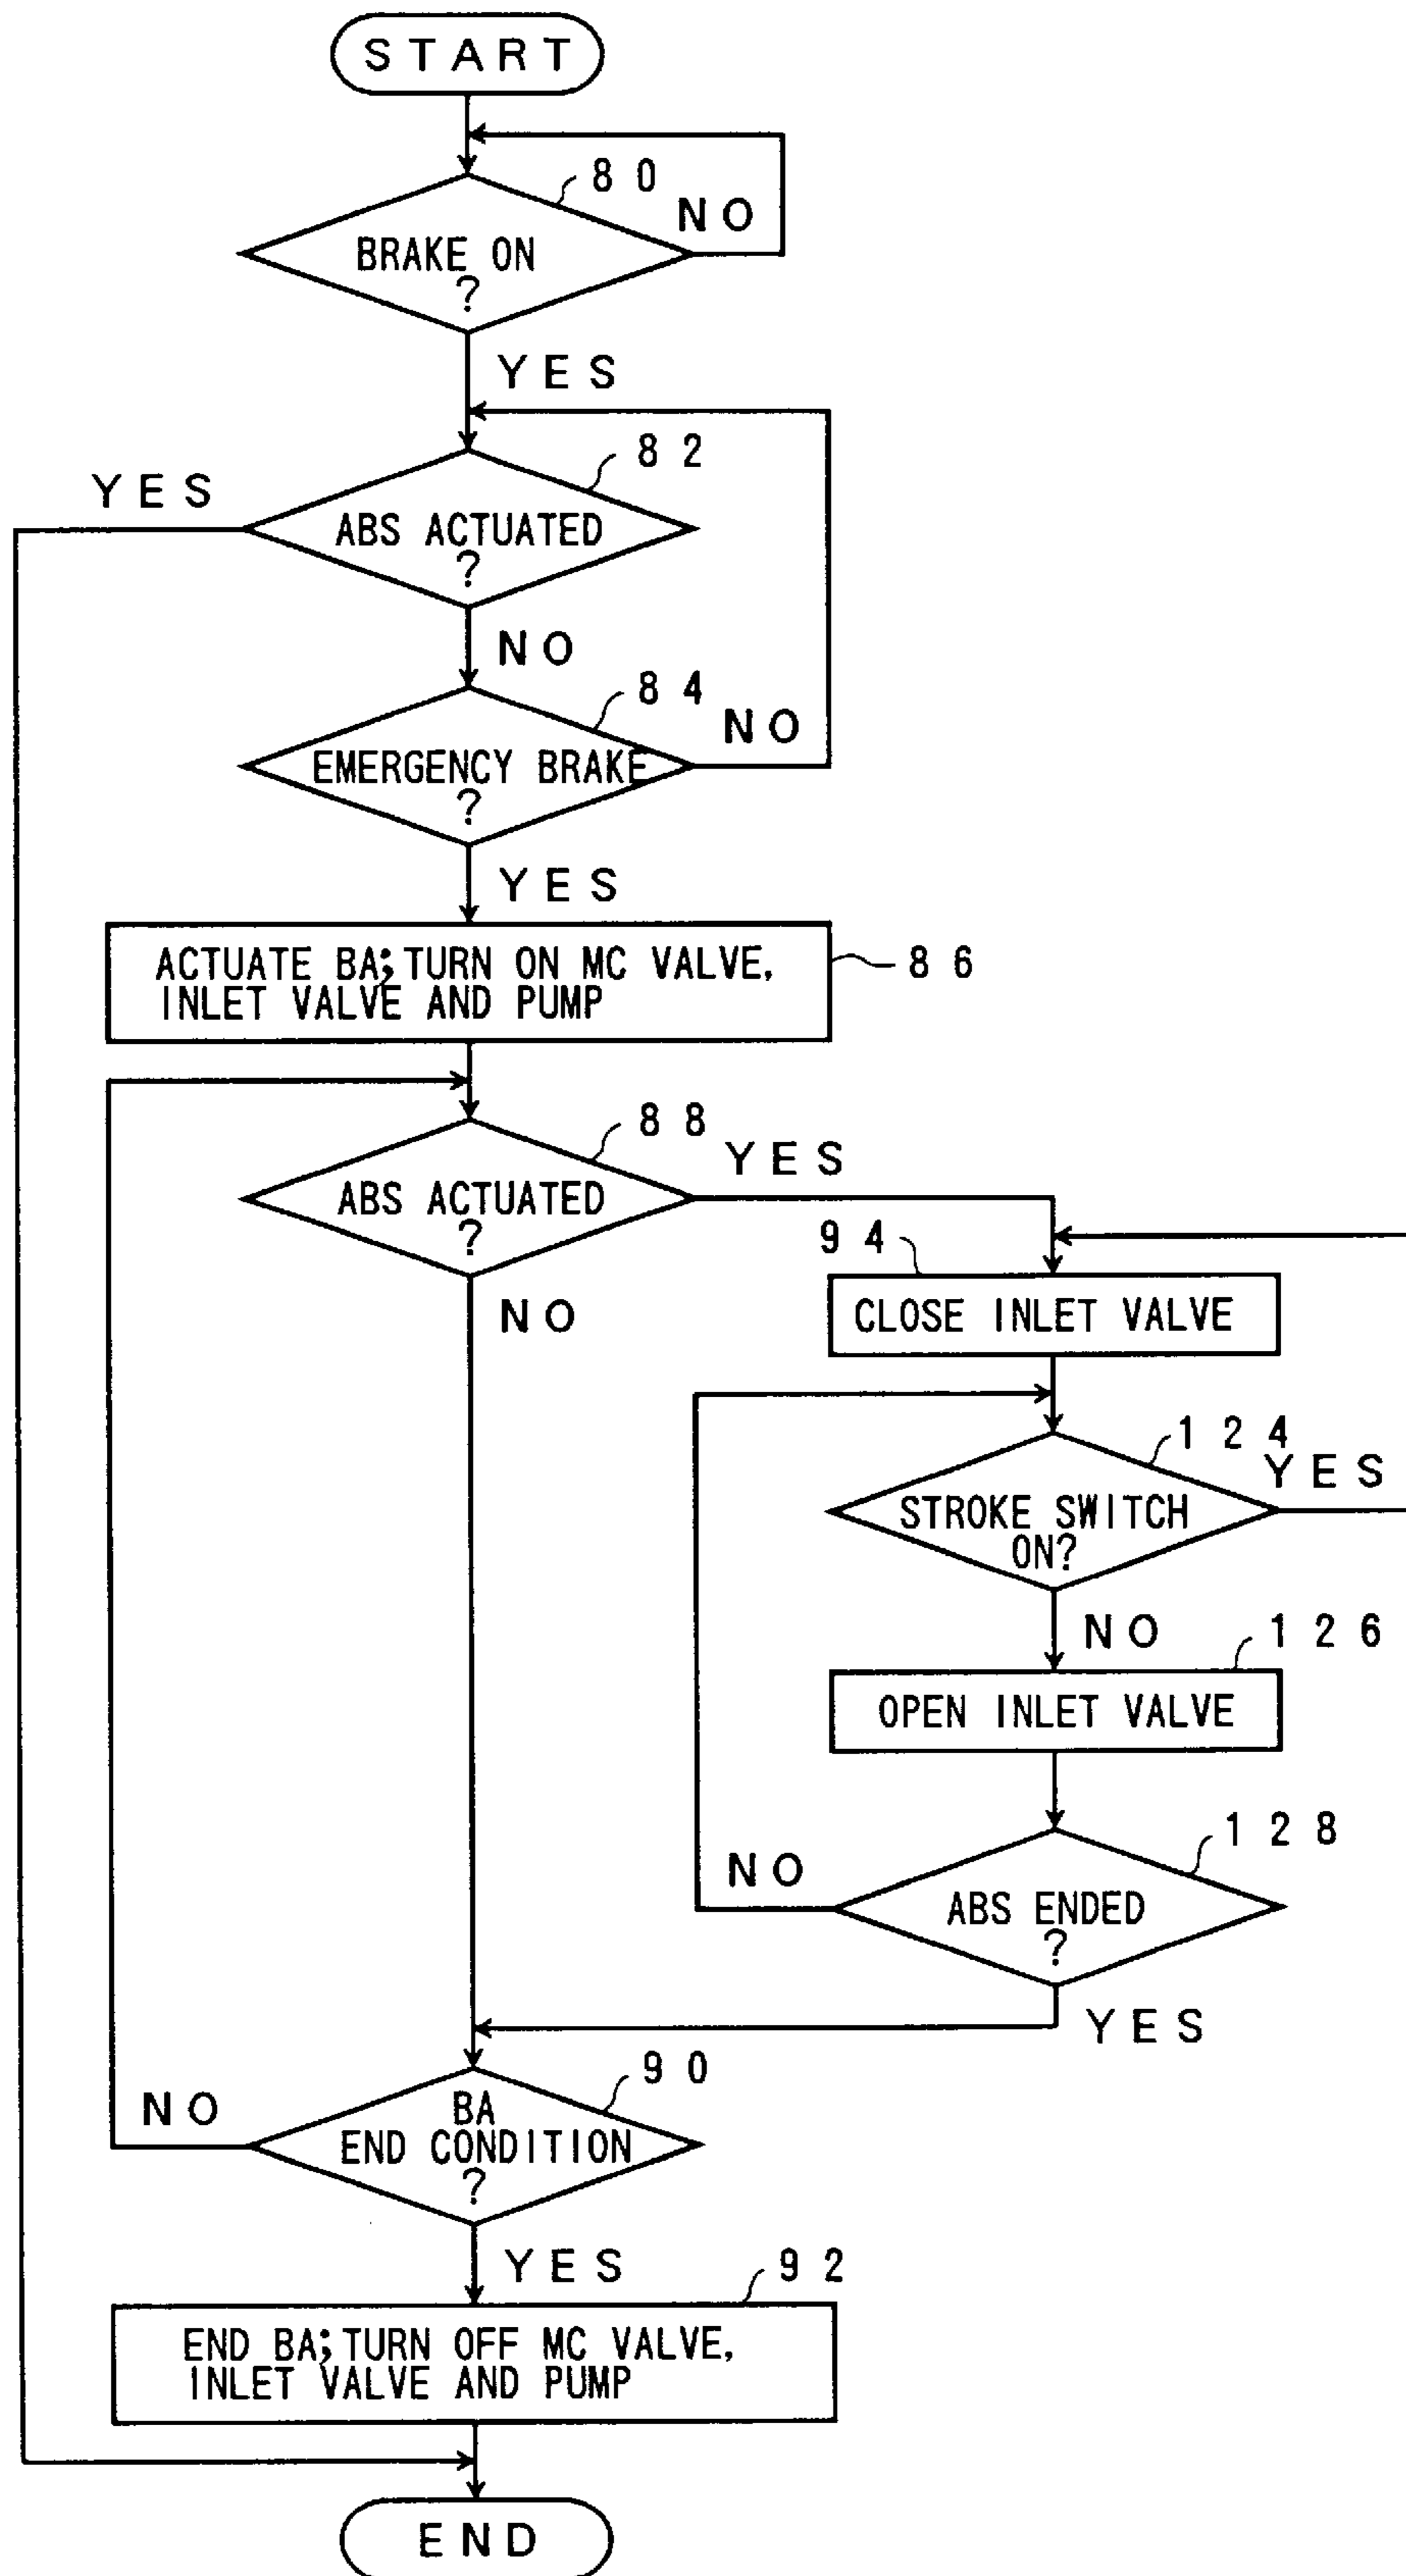 START
80
NO
BRAKE ON
?
YES
82
YES
ABS ACTUATED
?
NO
84
NO
EMERGENCY BRAKE
?
YES
ACTUATE BA;TURN ON MC VALVE,
INLET VALVE AND PUMP
86
88
YES
ABS ACTUATED
?
94
NO
CLOSE INLET VALVE
124
YES
STROKE SWITCH
ON?
NO
126
OPEN INLET VALVE
128
NO
ABS ENDED
?
YES
90
NO
BA
END CONDITION
?
YES
92
END BA;TURN OFF MC VALVE,
INLET VALVE AND PUMP
END